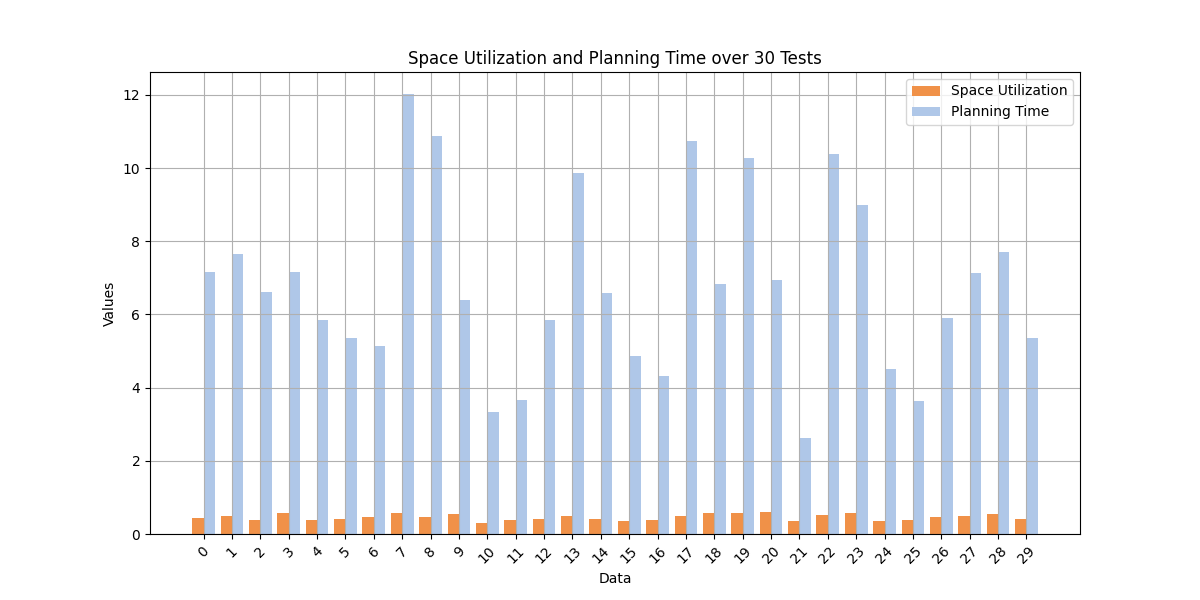 Space Utilization and Planning Time over 30 Tests
Space Utilization
Planning Time
Values
12
10
8
6
4
2
0
0 1 2 3 4 5 6 7 8 9 10 11 12 13 14 15 16 17 18 19 20 21 22 23 24 25 26 27 28 29
Data